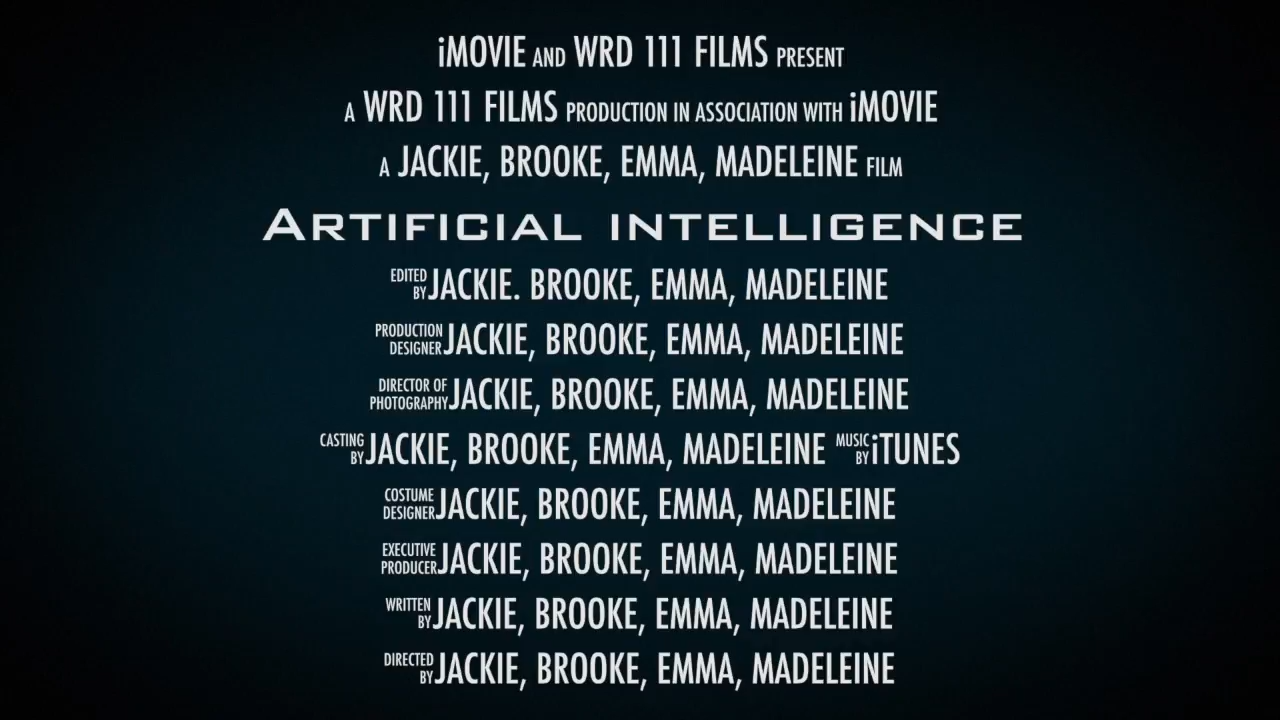 iMOVIE AND WRD 111 FILMS PRESENT
A WRD 111 FILMS PRODUCTION IN ASSOCIATION WITH iMOVIE
A JACKIE, BROOKE, EMMA, MADELEINE FILM
ARTIFICIAL INTELLIGENCE
EDITED BY JACKIE. BROOKE, EMMA, MADELEINE
PRODUCTION DESIGNER JACKIE, BROOKE, EMMA, MADELEINE
DIRECTOR OF PHOTOGRAPHY JACKIE, BROOKE, EMMA, MADELEINE
CASTING BY JACKIE, BROOKE, EMMA, MADELEINE MUSIC BY iTUNES
COSTUME DESIGNER JACKIE, BROOKE, EMMA, MADELEINE
EXECUTIVE PRODUCER JACKIE, BROOKE, EMMA, MADELEINE
WRITTEN BY JACKIE, BROOKE, EMMA, MADELEINE
DIRECTED BY JACKIE, BROOKE, EMMA, MADELEINE